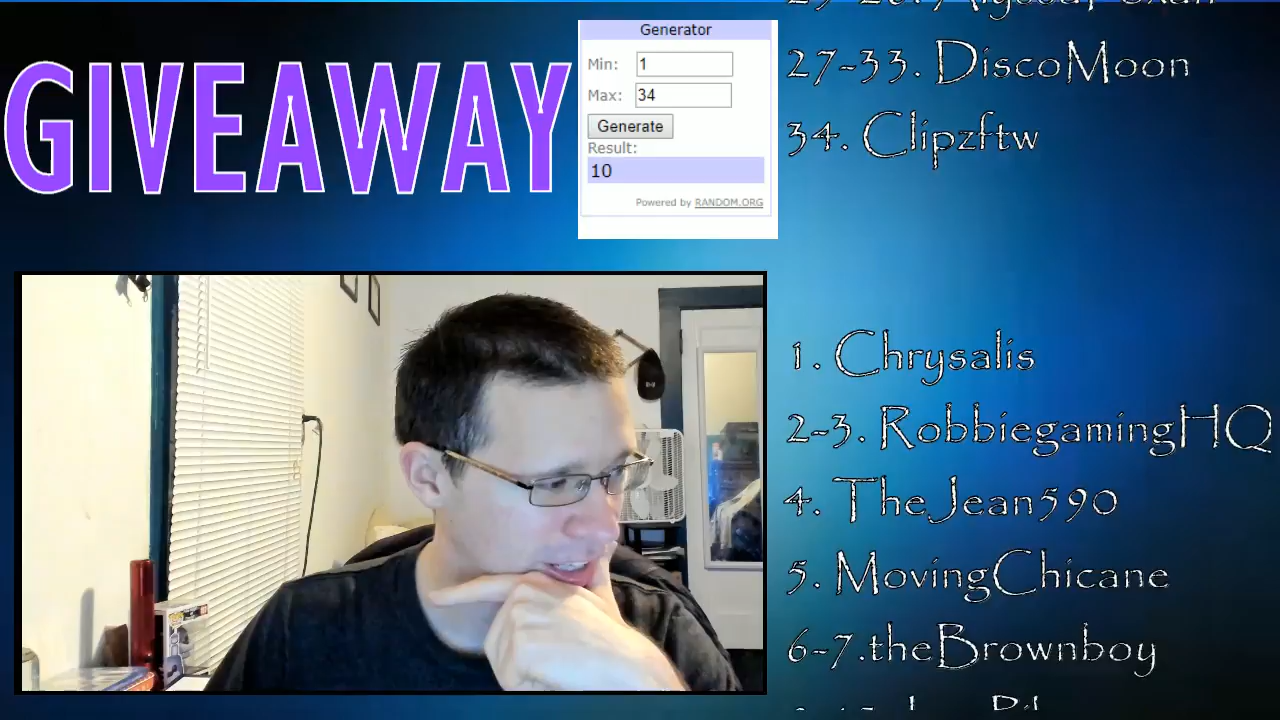 GIVEAWAY
Generator
Min: 1
Max: 34
Generate
Result:
10
Powered by RANDOM.ORG
27-33. DiscoMoon
34. Clipzftw
1. Chrysalis
2-3. RobbiegamingHQ
4. TheJean590
5. MovingChicane
6-7.theBrownboy